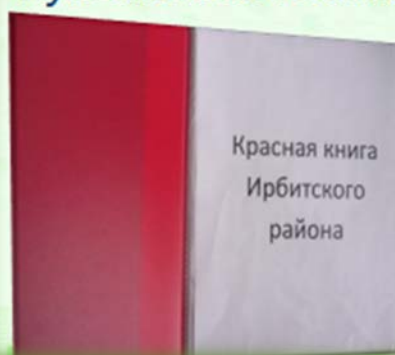 Красная книга
Ирбитского
района